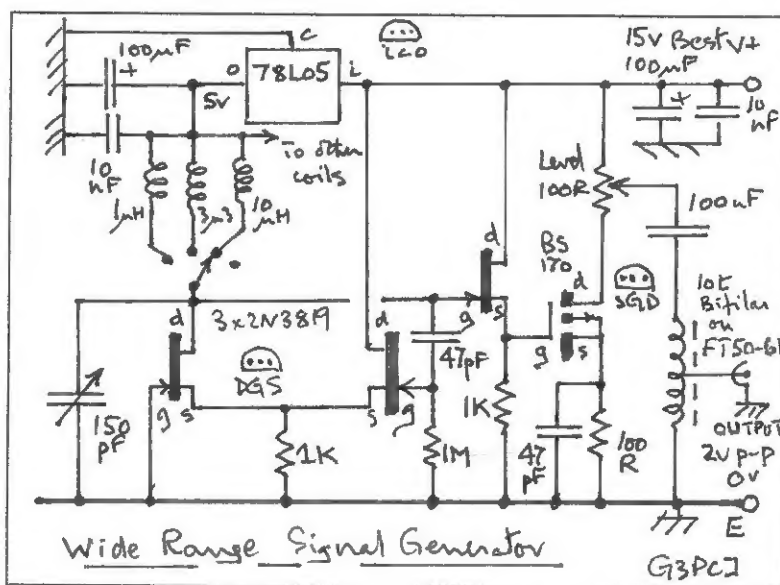 c
ico
100µF
+
o
78L05
i
15v Best V+
100µF
5v
+
10
nF
10
nF
To other
coils
1µH
3µ3
10
µH
Level
100R
100nF
d
BS
170
d
SGD
10t
Bifilar
on
3x2N3819
d
d
g
s
g
s
DGS
47pF
150
pF
g
s
s
g
1K
1K
1M
47
pF
100
R
OUTPUT
2v p-p
0v
E
Wide Range Signal Generator
G3PCJ